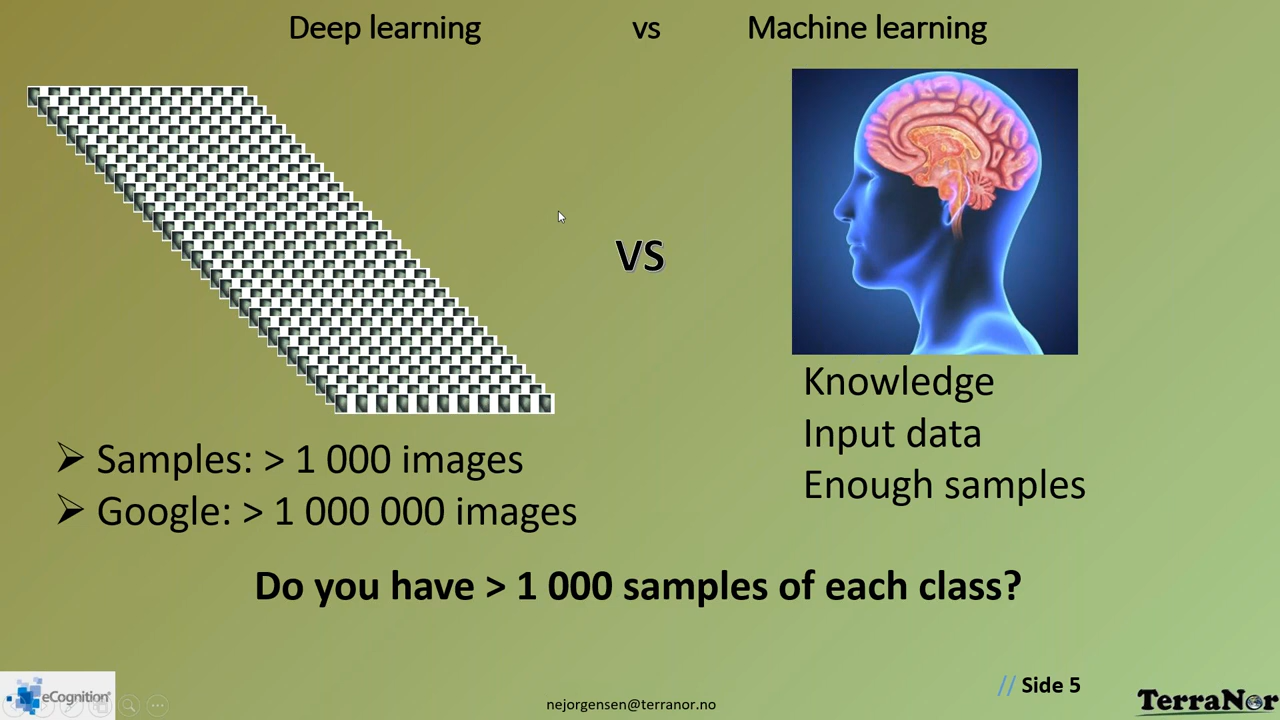 Deep learning vs Machine learning
VS
Knowledge
Input data
Enough samples
➢ Samples: > 1 000 images
➢ Google: > 1 000 000 images
Do you have > 1 000 samples of each class?
eCognition
nejorgensen@terranor.no
// Side 5
TerraNor